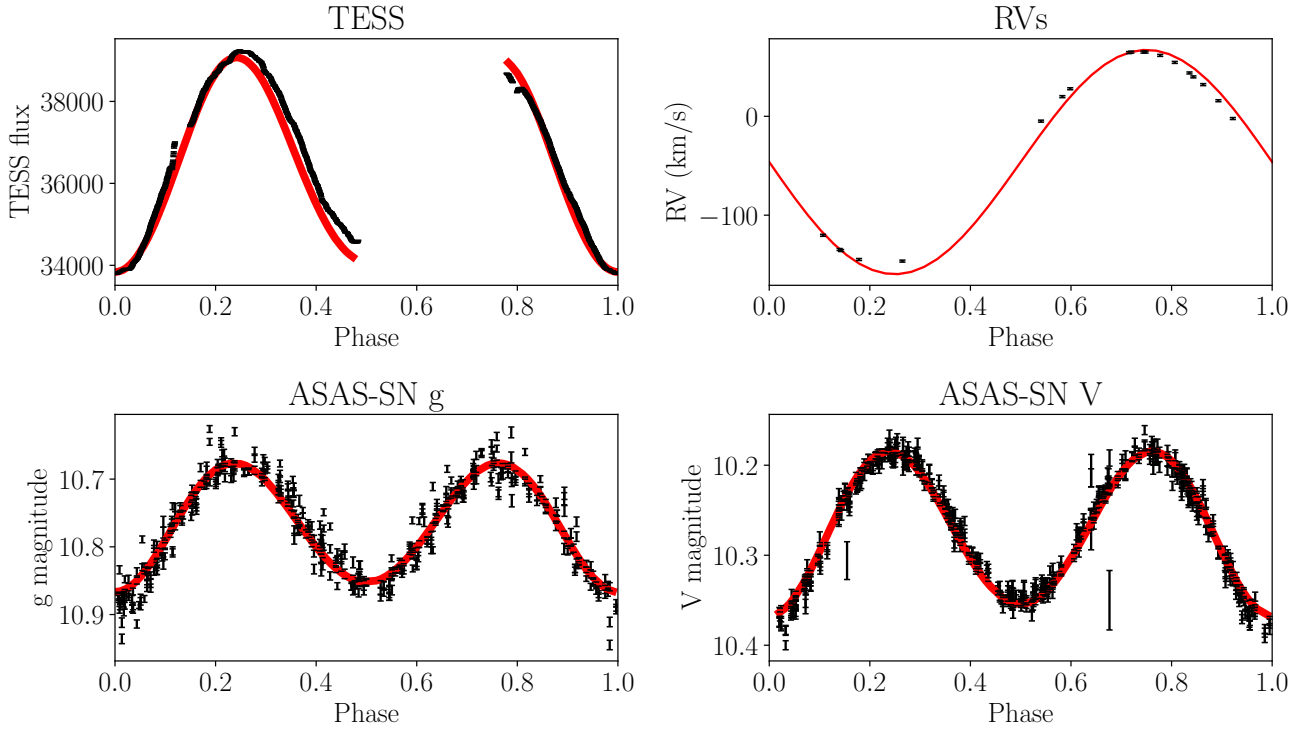 TESS
TESS flux
38000
36000
34000
0.0 0.2 0.4 0.6 0.8 1.0
Phase
RVs
RV (km/s)
0
−100
0.0 0.2 0.4 0.6 0.8 1.0
Phase
ASAS-SN g
g magnitude
10.7
10.8
10.9
0.0 0.2 0.4 0.6 0.8 1.0
Phase
ASAS-SN V
V magnitude
10.2
10.3
10.4
0.0 0.2 0.4 0.6 0.8 1.0
Phase